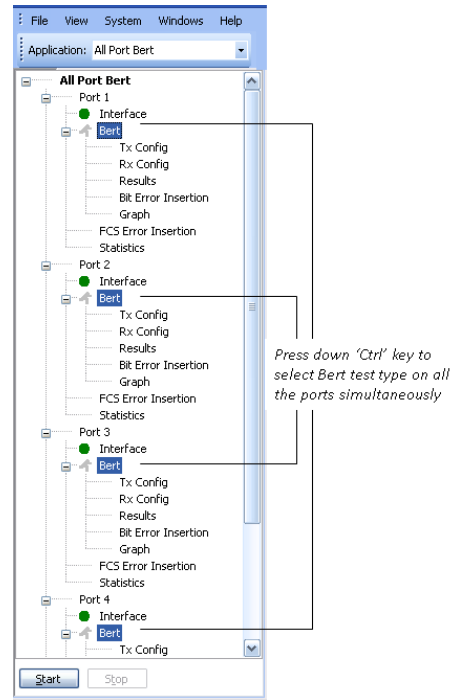 File View System Windows Help
Application: All Port Bert
All Port Bert
Port 1
Interface
Bert
Tx Config
Rx Config
Results
Bit Error Insertion
Graph
FCS Error Insertion
Statistics
Port 2
Interface
Bert
Tx Config
Rx Config
Results
Bit Error Insertion
Graph
FCS Error Insertion
Statistics
Port 3
Interface
Bert
Tx Config
Rx Config
Results
Bit Error Insertion
Graph
FCS Error Insertion
Statistics
Port 4
Interface
Bert
Tx Config
Start Stop
Press down ‘Ctrl’ key to
select Bert test type on all
the ports simultaneously